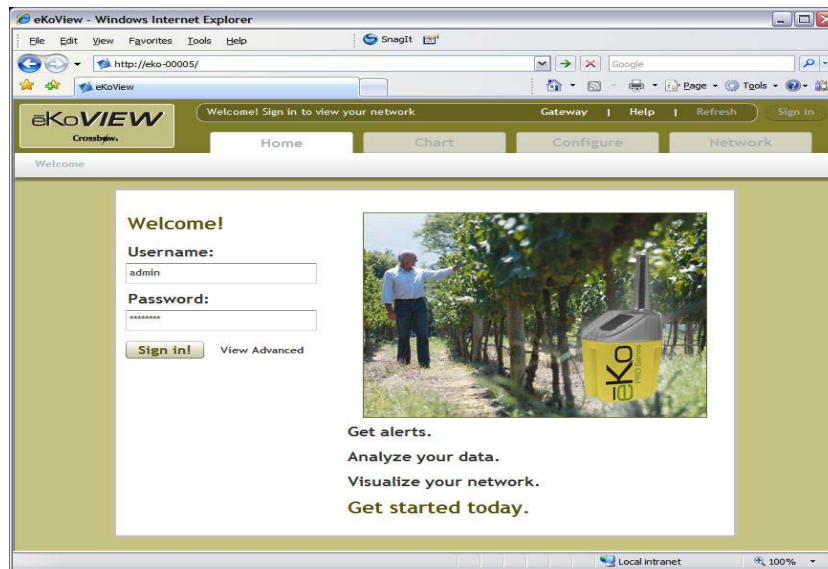 eKoView - Windows Internet Explorer
File Edit View Favorites Tools Help SnagIt
http://eko-00005/ Google
eKoView Page Tools
ēKoVIEW
Crossbow.
Welcome! Sign in to view your network Gateway | Help | Refresh Sign In
Home Chart Configure Network
Welcome
Welcome!
Username:
admin
Password:
********
Sign in! View Advanced
ēKo
PRO Series
Get alerts.
Analyze your data.
Visualize your network.
Get started today.
Local intranet 100%